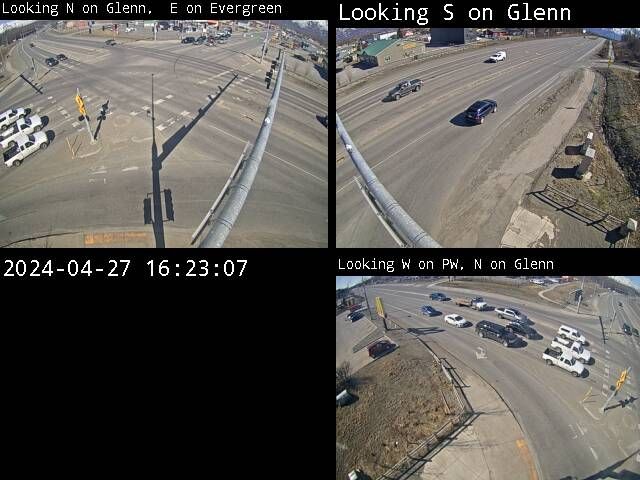 Looking N on Glenn,  E on Evergreen
Looking S on Glenn
2024-04-27 16:23:07
Looking W on PW, N on Glenn